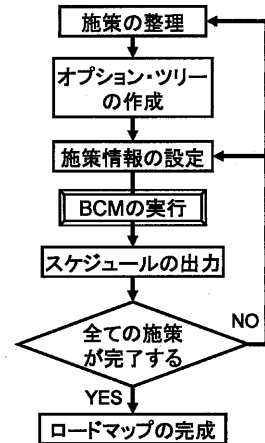 施策の整理
オプション・ツリー
の作成
施策情報の設定
BCMの実行
スケジュールの出力
全ての施策
が完了する
NO
YES
ロードマップの完成